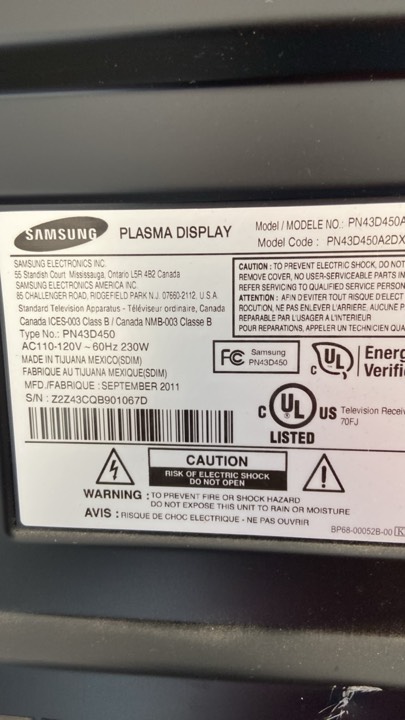 SAMSUNG PLASMA DISPLAY
Model / MODELE NO.: PN43D450A
Model Code : PN43D450A2DX
SAMSUNG ELECTRONICS INC.
55 Standish Court Mississauga, Ontario L5R 4B2 Canada
SAMSUNG ELECTRONICS AMERICA INC.
85 CHALLENGER ROAD, RIDGEFIELD PARK N.J. 07660-2112, U.S.A.
Standard Television Apparatus - Téléviseur ordinaire, Canada
Canada ICES-003 Class B / Canada NMB-003 Classe B
Type No.: PN43D450
AC110-120V ~ 60Hz 230W
MADE IN TIJUANA MEXICO(SDIM)
FABRIQUE AU TIJUANA MEXIQUE(SDIM)
MFD./FABRIQUE : SEPTEMBER 2011
S/N : Z2Z43CQB901067D
CAUTION : TO PREVENT ELECTRIC SHOCK, DO NOT
REMOVE COVER, NO USER-SERVICEABLE PARTS IN
REFER SERVICING TO QUALIFIED SERVICE PERSON
ATTENTION : AFIN D'EVITER TOUT RISQUE D'ELECT
ROCUTION, NE PAS ENLEVER L'ARRIERE, AUCUNE P
REPARABLE PAR L'USAGER A L'INTERIEUR
POUR REPARATIONS, APPELER UN TECHNICIEN QUA
FC Samsung
PN43D450
C UL Energ
Verifie
C UL US
LISTED
Television Recei
70FJ
CAUTION
RISK OF ELECTRIC SHOCK
DO NOT OPEN
WARNING : TO PREVENT FIRE OR SHOCK HAZARD
DO NOT EXPOSE THIS UNIT TO RAIN OR MOISTURE
AVIS : RISQUE DE CHOC ELECTRIQUE - NE PAS OUVRIR
BP68-00052B-00